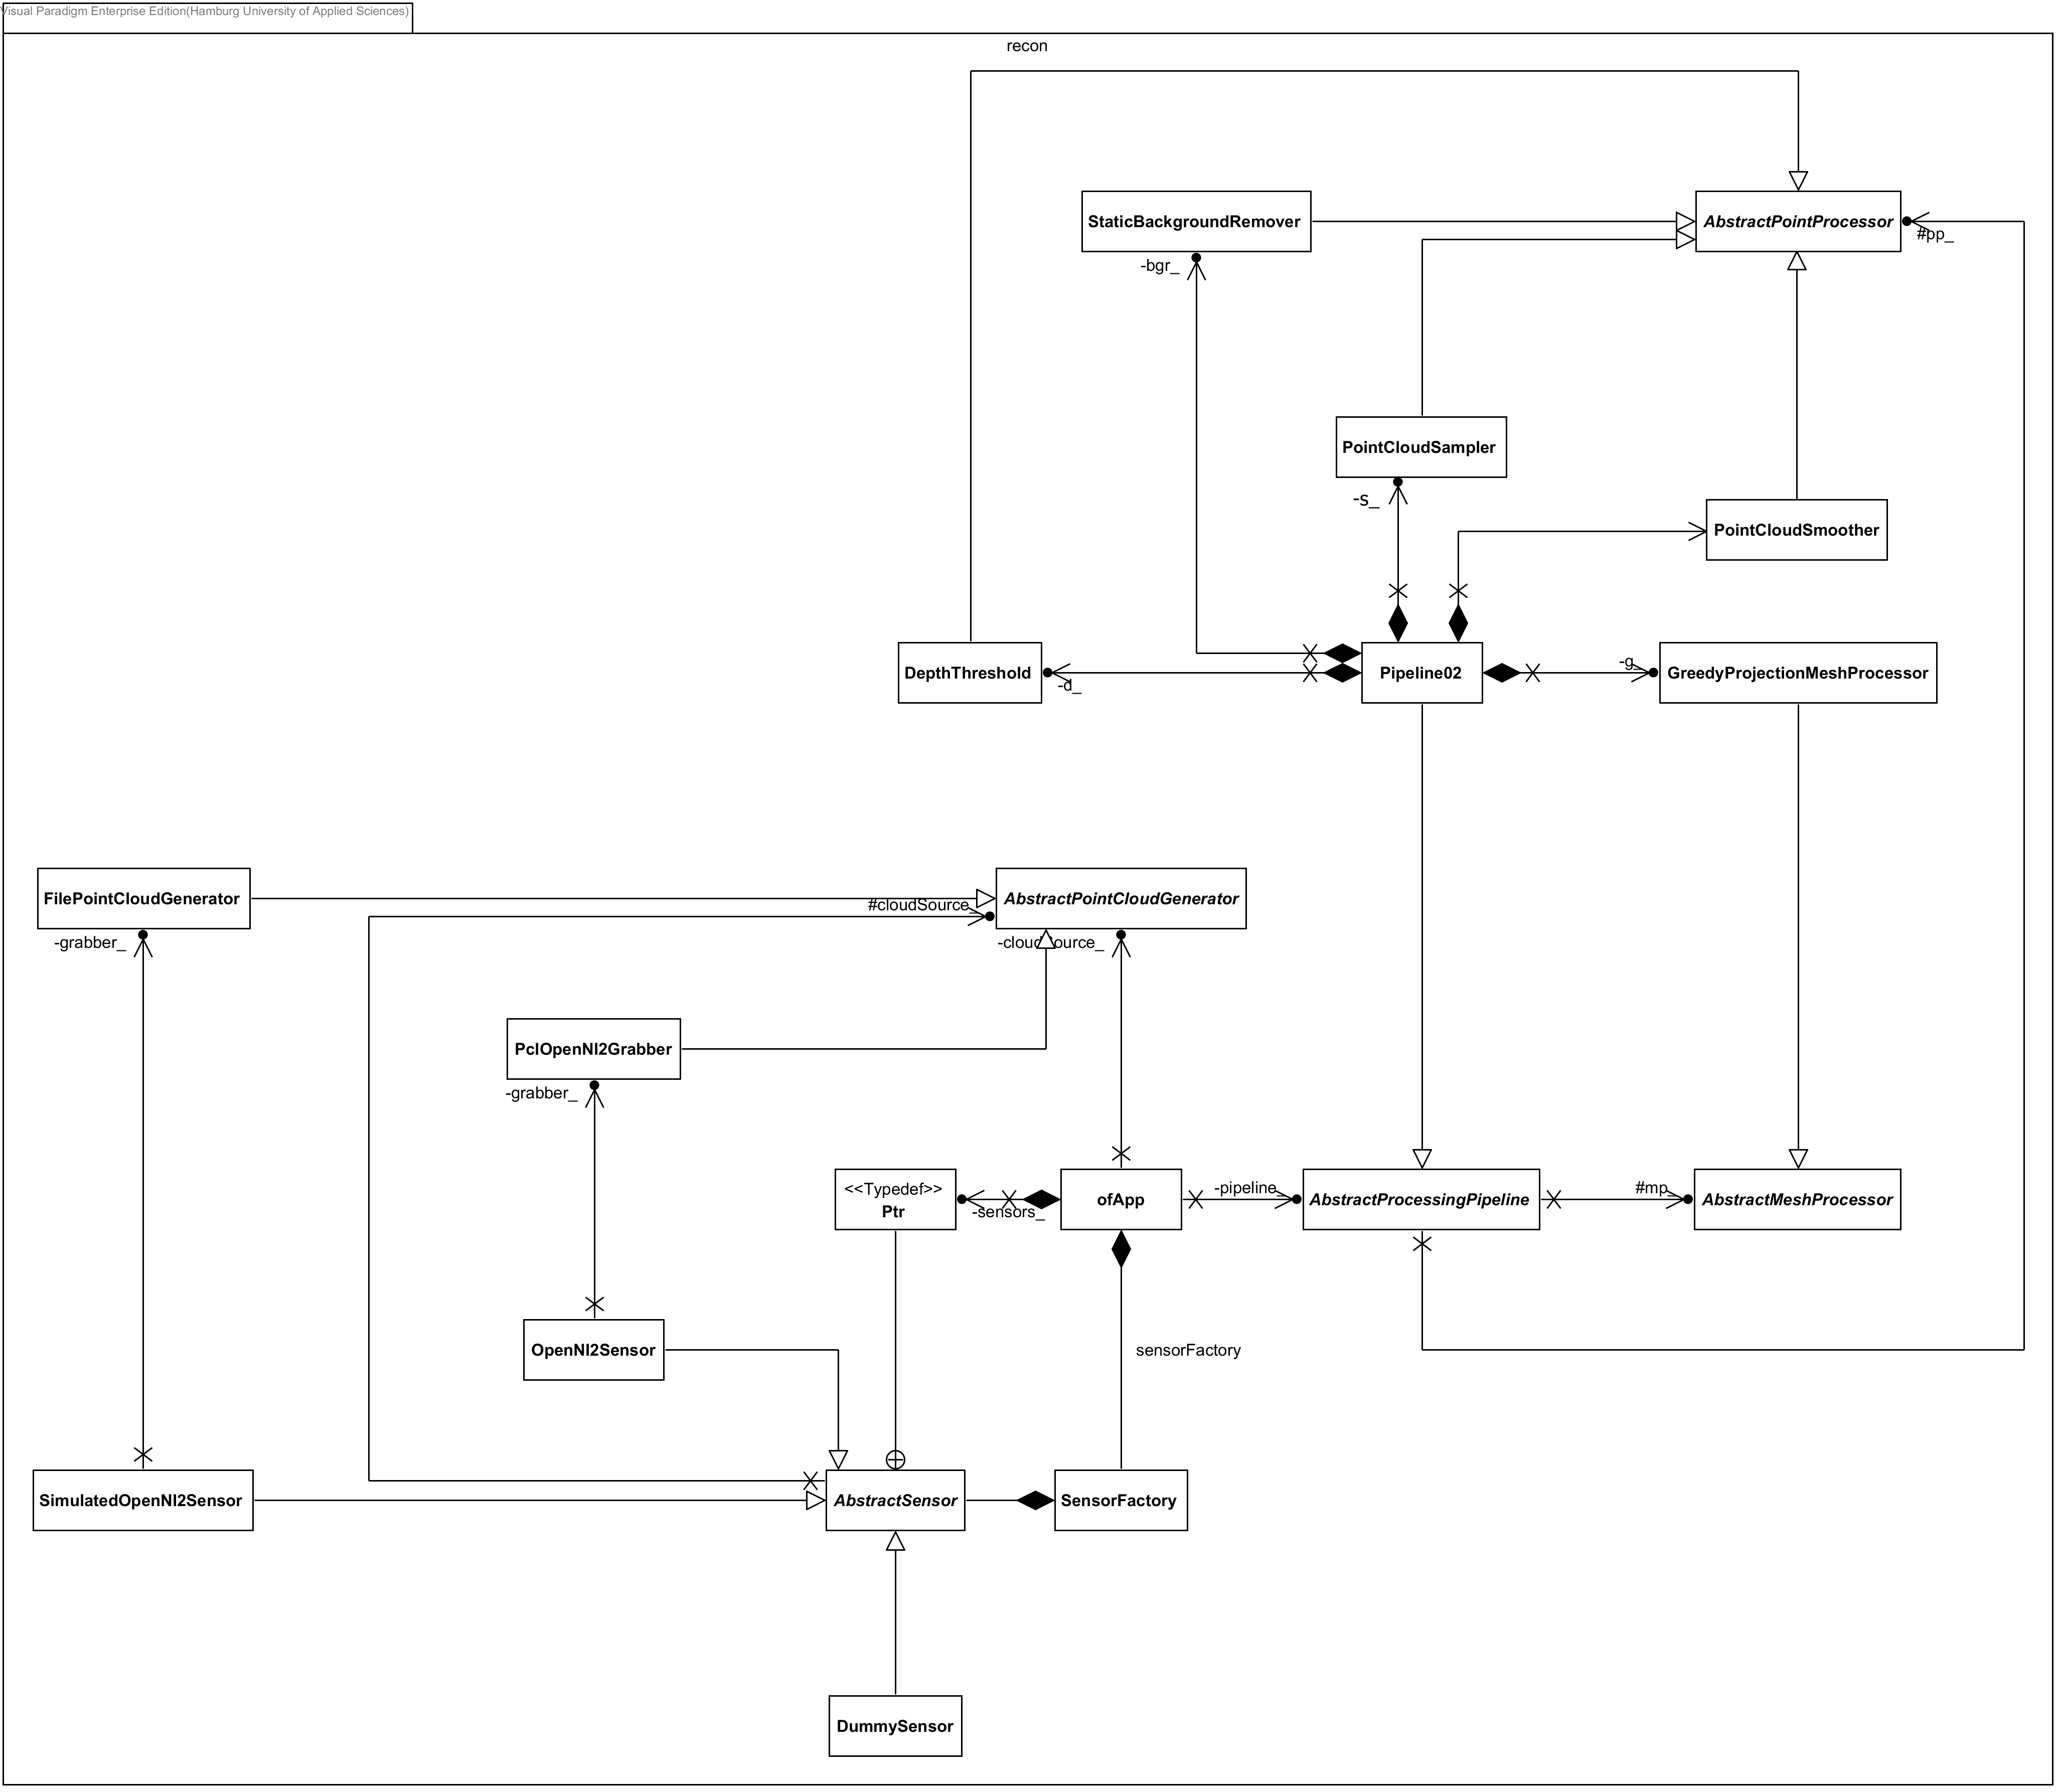 Visual Paradigm Enterprise Edition(Hamburg University of Applied Sciences)
recon
StaticBackgroundRemover
AbstractPointProcessor
#pp_
-bgr_
PointCloudSampler
-s_
PointCloudSmoother
DepthThreshold
-d_
Pipeline02
-g_
GreedyProjectionMeshProcessor
FilePointCloudGenerator
#cloudSource_
AbstractPointCloudGenerator
-grabber_
-cloudSource_
PclOpenNI2Grabber
-grabber_
<<Typedef>>
Ptr
-sensors_
ofApp
-pipeline_
AbstractProcessingPipeline
#mp_
AbstractMeshProcessor
OpenNI2Sensor
sensorFactory
SimulatedOpenNI2Sensor
AbstractSensor
SensorFactory
DummySensor